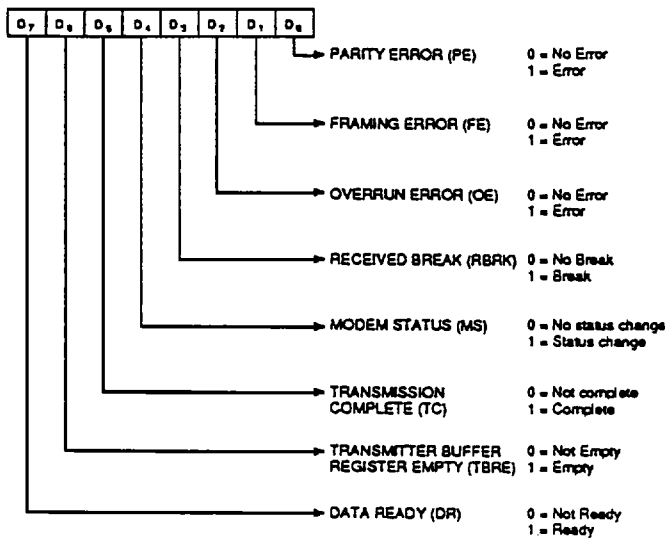 D7 D6 D5 D4 D3 D2 D1 D0
PARITY ERROR (PE) 0 = No Error
1 = Error
FRAMING ERROR (FE) 0 = No Error
1 = Error
OVERRUN ERROR (OE) 0 = No Error
1 = Error
RECEIVED BREAK (RBRK) 0 = No Break
1 = Break
MODEM STATUS (MS) 0 = No status change
1 = Status change
TRANSMISSION 0 = Not complete
COMPLETE (TC) 1 = Complete
TRANSMITTER BUFFER 0 = Not Empty
REGISTER EMPTY (TBRE) 1 = Empty
DATA READY (DR) 0 = Not Ready
1 = Ready